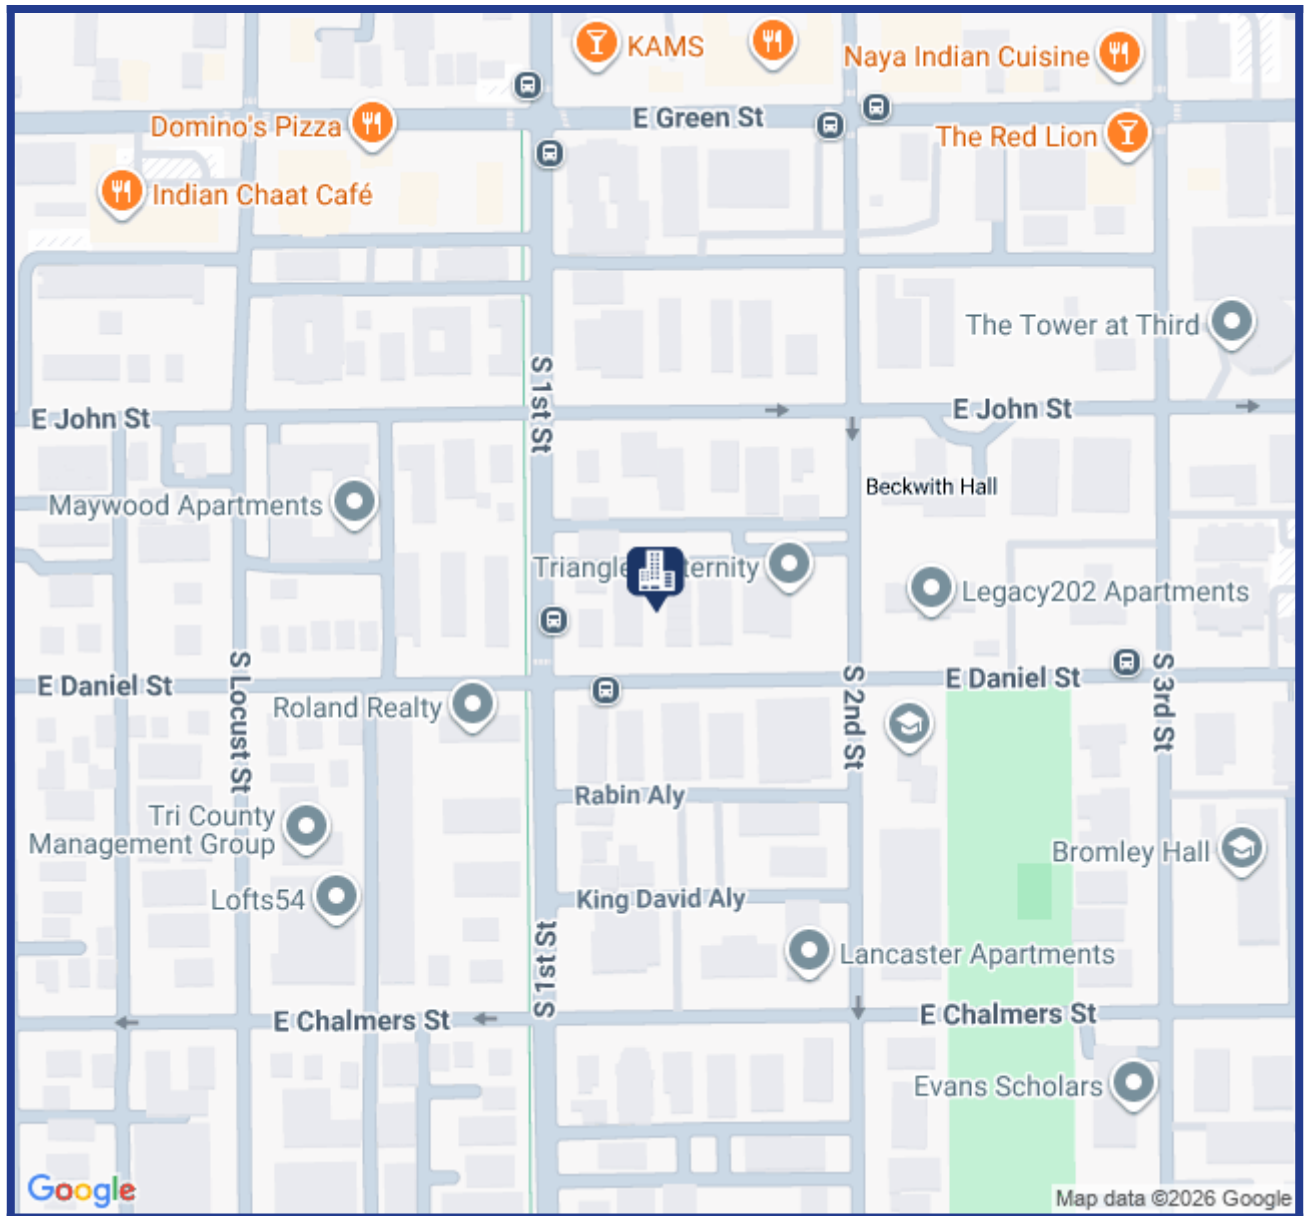 KAMS
Naya Indian Cuisine
E Green St
Domino's Pizza
The Red Lion
Indian Chaat Café
The Tower at Third
S 1st St
E John St
E John St
Beckwith Hall
Maywood Apartments
Triangle
ternity
Legacy202 Apartments
E Daniel St
E Daniel St
S Locust St
S 2nd St
S 3rd St
Roland Realty
Rabin Aly
Tri County
Management Group
Bromley Hall
Lofts54
King David Aly
S 1st St
Lancaster Apartments
E Chalmers St
E Chalmers St
Evans Scholars
Google
Map data ©2026 Google